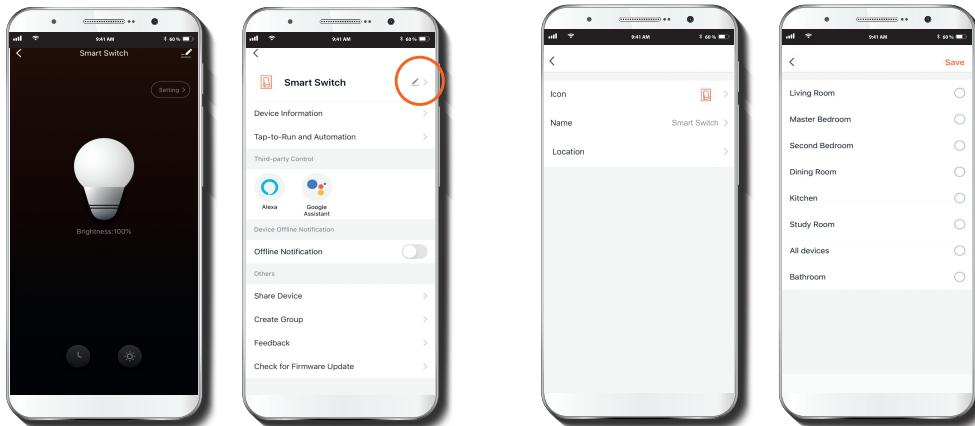 9:41 AM
60%
Smart Switch
Setting >
Brightness:100%
9:41 AM
60%
Smart Switch
Device Information
Tap-to-Run and Automation
Third-party Control
Alexa
Google
Assistant
Device Offline Notification
Offline Notification
Others
Share Device
Create Group
Feedback
Check for Firmware Update
9:41 AM
60%
Icon
Name
Smart Switch
Location
9:41 AM
60%
Save
Living Room
Master Bedroom
Second Bedroom
Dining Room
Kitchen
Study Room
All devices
Bathroom